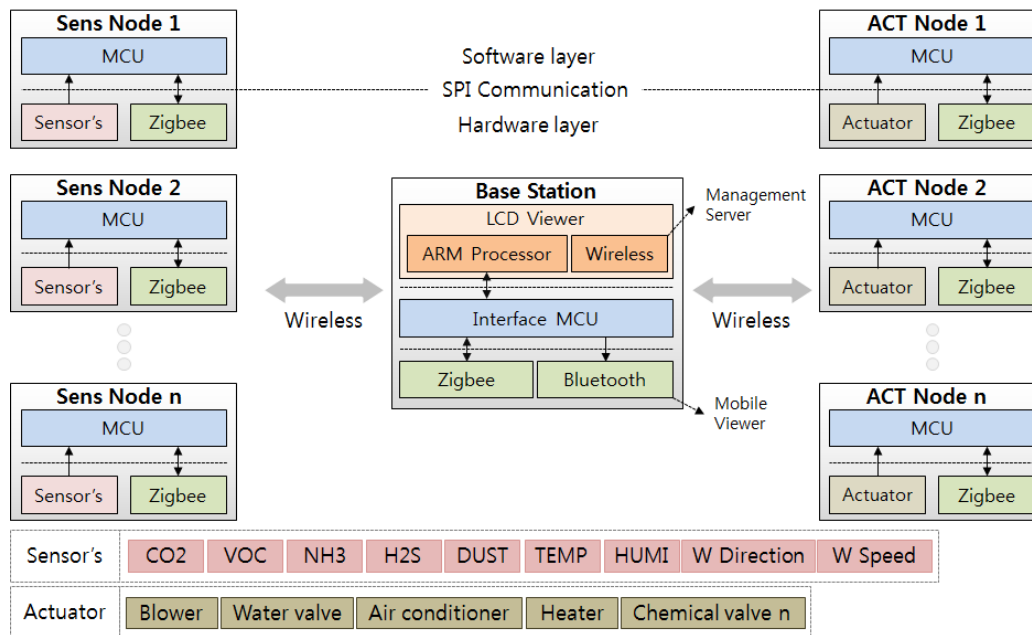 Sens Node 1
MCU
Sensor's
Zigbee
Software layer
SPI Communication
Hardware layer
ACT Node 1
MCU
Actuator
Zigbee
Sens Node 2
MCU
Sensor's
Zigbee
Wireless
Base Station
LCD Viewer
ARM Processor
Wireless
Interface MCU
Zigbee
Bluetooth
Management
Server
Mobile
Viewer
Wireless
ACT Node 2
MCU
Actuator
Zigbee
Sens Node n
MCU
Sensor's
Zigbee
ACT Node n
MCU
Actuator
Zigbee
Sensor's CO2 VOC NH3 H2S DUST TEMP HUMI W Direction W Speed
Actuator Blower Water valve Air conditioner Heater Chemical valve n